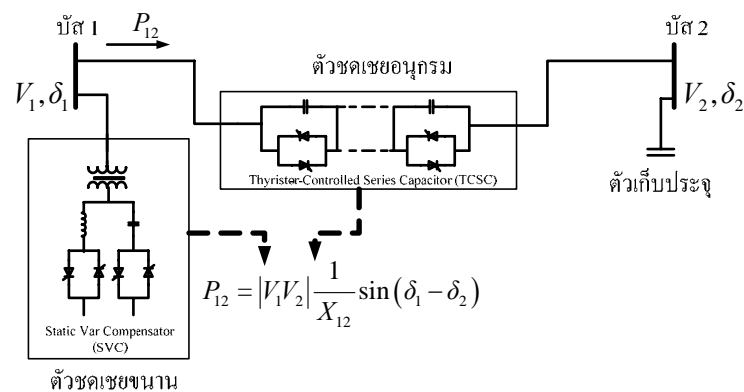 บัส 1
P₁₂
บัส 2
ตัวชดเชยอนุกรม
V₁, δ₁
V₂, δ₂
Thyristor-Controlled Series Capacitor (TCSC)
ตัวเก็บประจุ
P₁₂ = |V₁V₂| 1/X₁₂ sin(δ₁ − δ₂)
Static Var Compensator
(SVC)
ตัวชดเชยขนาน